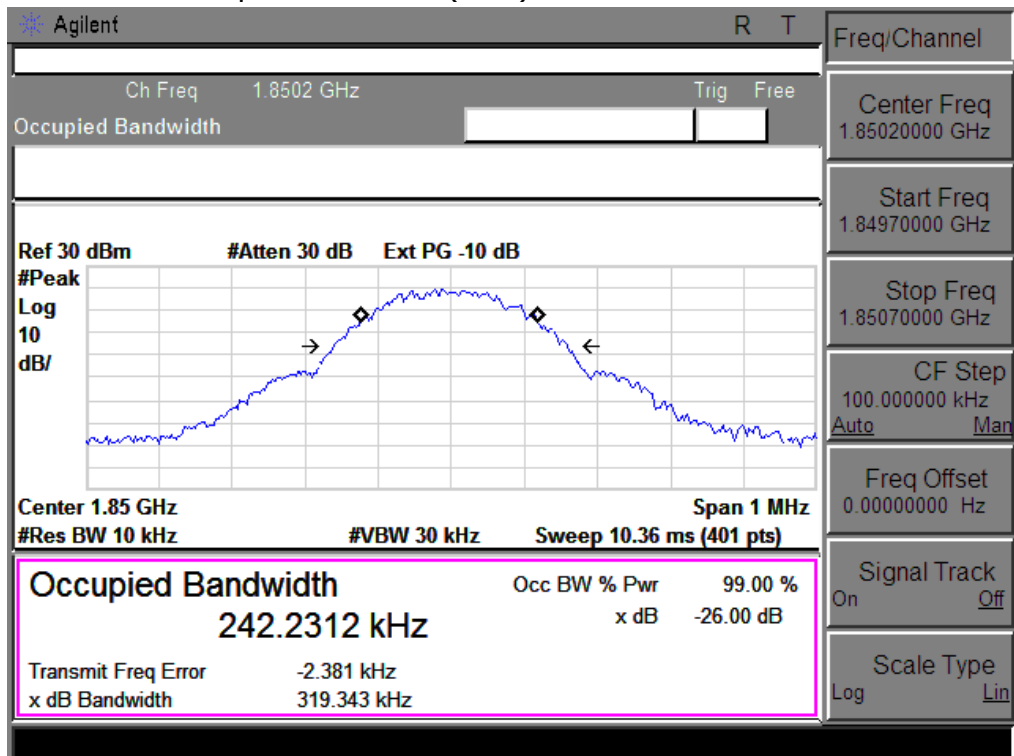 Agilent R T
Freq/Channel
Ch Freq 1.8502 GHz Trig Free
Occupied Bandwidth
Center Freq
1.85020000 GHz
Start Freq
1.84970000 GHz
Stop Freq
1.85070000 GHz
CF Step
100.000000 kHz
Auto Man
Freq Offset
0.00000000 Hz
Signal Track
On Off
Scale Type
Log Lin
Ref 30 dBm #Atten 30 dB Ext PG -10 dB
#Peak
Log
10
dB/
Center 1.85 GHz Span 1 MHz
#Res BW 10 kHz #VBW 30 kHz Sweep 10.36 ms (401 pts)
Occupied Bandwidth Occ BW % Pwr 99.00 %
242.2312 kHz x dB -26.00 dB
Transmit Freq Error -2.381 kHz
x dB Bandwidth 319.343 kHz